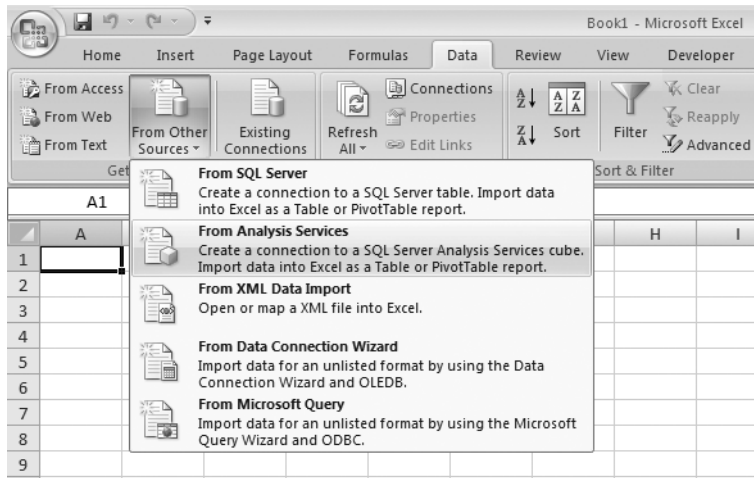 Book1 - Microsoft Excel
Home Insert Page Layout Formulas Data Review View Developer
From Access
From Web
From Text
From Other
Sources
Existing
Connections
Refresh
All
Connections
Properties
Edit Links
A
Z
Z
A
A Z
Z A
Sort
Filter
Clear
Reapply
Advanced
Get
Sort & Filter
A1
From SQL Server
Create a connection to a SQL Server table. Import data
into Excel as a Table or PivotTable report.
From Analysis Services
Create a connection to a SQL Server Analysis Services cube.
Import data into Excel as a Table or PivotTable report.
From XML Data Import
Open or map a XML file into Excel.
From Data Connection Wizard
Import data for an unlisted format by using the Data
Connection Wizard and OLEDB.
From Microsoft Query
Import data for an unlisted format by using the Microsoft
Query Wizard and ODBC.
A H I
1
2
3
4
5
6
7
8
9